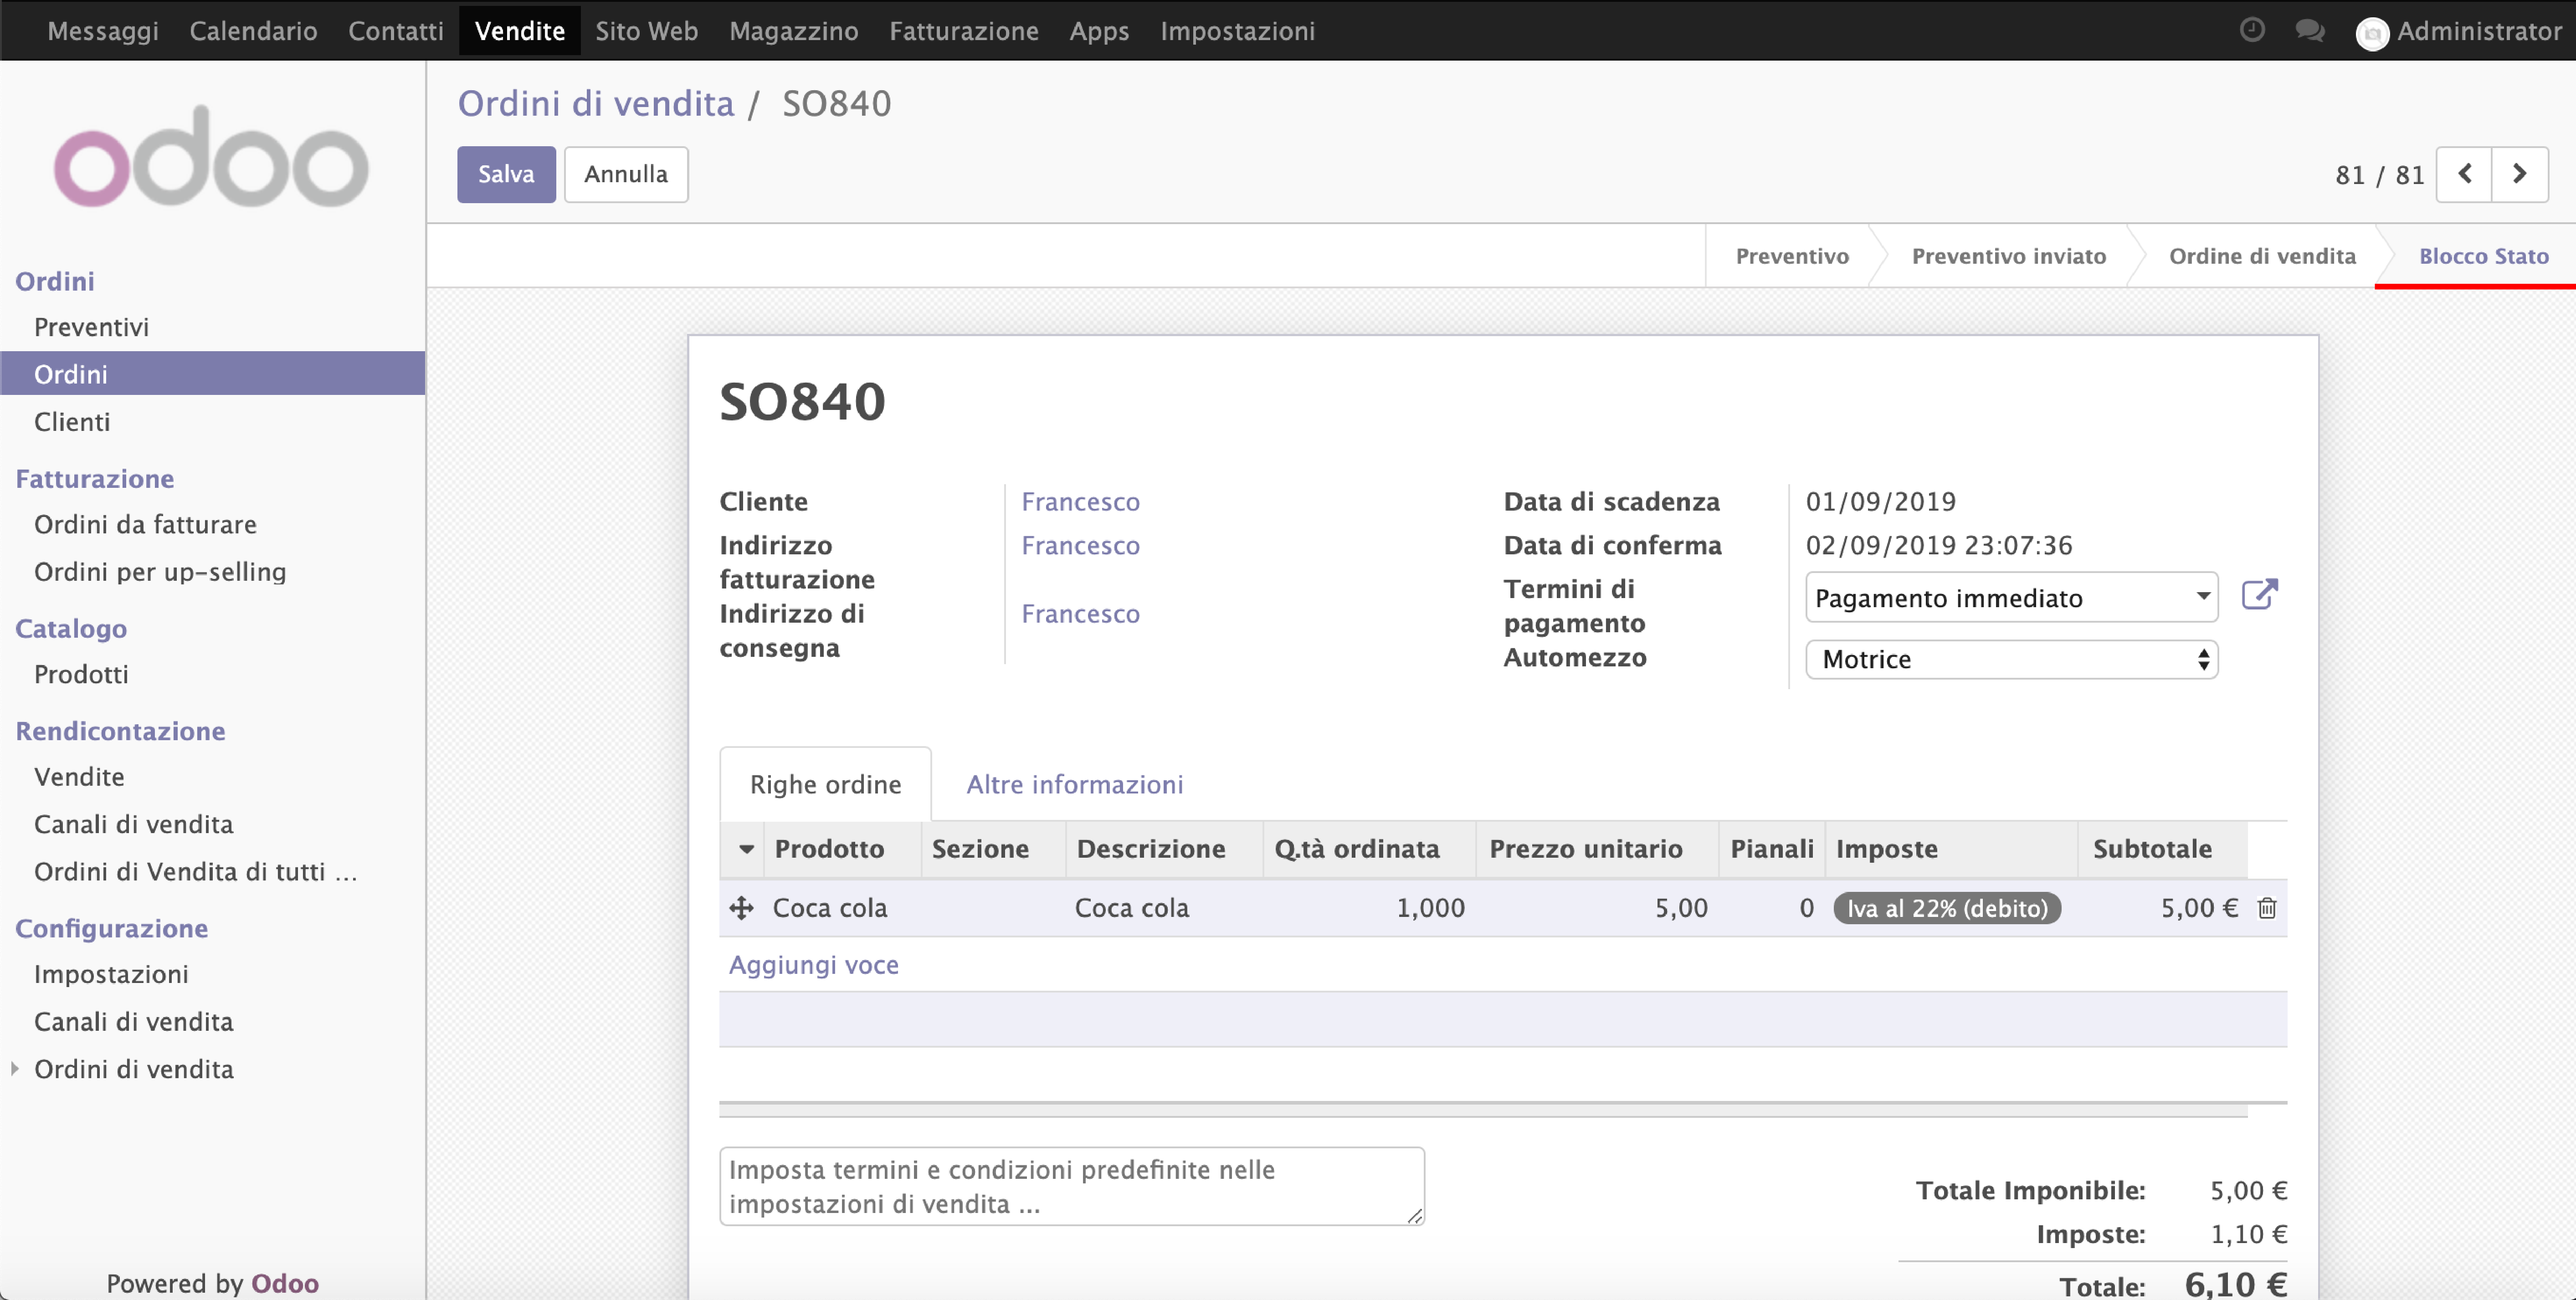 Messaggi Calendario Contatti Vendite Sito Web Magazzino Fatturazione Apps Impostazioni Administrator
odoo
Ordini
Preventivi
Ordini
Clienti
Fatturazione
Ordini da fatturare
Ordini per up-selling
Catalogo
Prodotti
Rendicontazione
Vendite
Canali di vendita
Ordini di Vendita di tutti ...
Configurazione
Impostazioni
Canali di vendita
Ordini di vendita
Powered by Odoo
Ordini di vendita / SO840
Salva Annulla 81 / 81
Preventivo Preventivo inviato Ordine di vendita Blocco Stato
SO840
Cliente Francesco
Indirizzo fatturazione Francesco
Indirizzo di consegna Francesco
Data di scadenza 01/09/2019
Data di conferma 02/09/2019 23:07:36
Termini di pagamento Pagamento immediato
Automezzo Motrice
Righe ordine Altre informazioni
Prodotto Sezione Descrizione Q.tà ordinata Prezzo unitario Pianali Imposte Subtotale
Coca cola Coca cola 1,000 5,00 0 Iva al 22% (debito) 5,00 €
Aggiungi voce
Imposta termini e condizioni predefinite nelle
impostazioni di vendita ...
Totale Imponibile: 5,00 €
Imposte: 1,10 €
Totale: 6,10 €